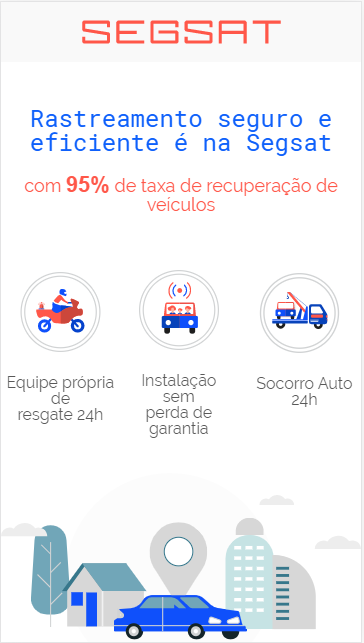 SEGSAT
Rastreamento seguro e
eficiente é na Segsat
com 95% de taxa de recuperação de
veículos
Equipe própria
de
resgate 24h
Instalação
sem
perda de
garantia
Socorro Auto
24h